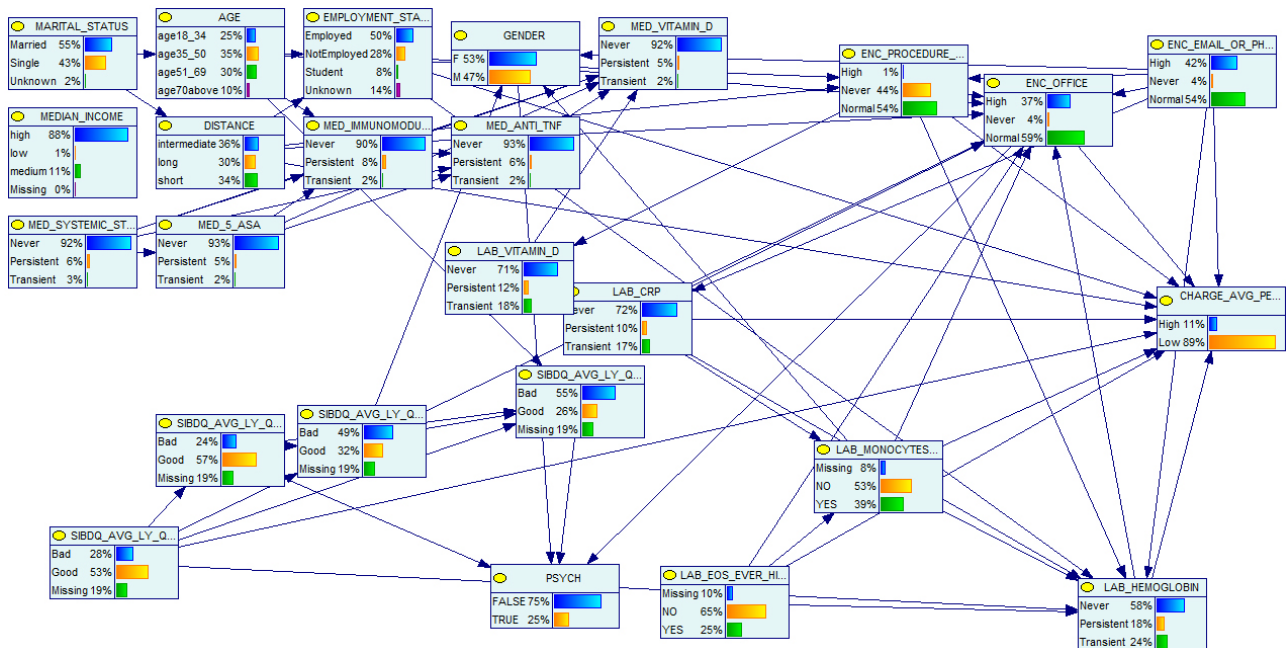 MARITAL_STATUS
Married 55%
Single 43%
Unknown 2%
AGE
age18_34 25%
age35_50 35%
age51_69 30%
age70above 10%
EMPLOYMENT_STA...
Employed 50%
NotEmployed 28%
Student 8%
Unknown 14%
GENDER
F 53%
M 47%
MED_VITAMIN_D
Never 92%
Persistent 5%
Transient 2%
ENC_PROCEDURE_...
High 1%
Never 44%
Normal 54%
ENC_OFFICE
High 37%
Never 4%
Normal 59%
ENC_EMAIL_OR_PH...
High 42%
Never 4%
Normal 54%
MEDIAN_INCOME
high 88%
low 1%
medium 11%
Missing 0%
DISTANCE
intermediate 36%
long 30%
short 34%
MED_IMMUNOMODU...
Never 90%
Persistent 8%
Transient 2%
MED_ANTI_TNF
Never 93%
Persistent 6%
Transient 2%
MED_SYSTEMIC_ST...
Never 92%
Persistent 6%
Transient 3%
MED_5_ASA
Never 93%
Persistent 5%
Transient 2%
LAB_VITAMIN_D
Never 71%
Persistent 12%
Transient 18%
LAB_CRP
ever 72%
Persistent 10%
Transient 17%
CHARGE_AVG_PE...
High 11%
Low 89%
SIBDQ_AVG_LY_Q...
Bad 55%
Good 26%
Missing 19%
SIBDQ_AVG_LY_Q...
Bad 49%
Good 32%
Missing 19%
SIBDQ_AVG_LY_Q...
Bad 24%
Good 57%
Missing 19%
SIBDQ_AVG_LY_Q...
Bad 28%
Good 53%
Missing 19%
LAB_MONOCYTES...
Missing 8%
NO 53%
YES 39%
PSYCH
FALSE 75%
TRUE 25%
LAB_EOS_EVER_HI...
Missing 10%
NO 65%
YES 25%
LAB_HEMOGLOBIN
Never 58%
Persistent 18%
Transient 24%